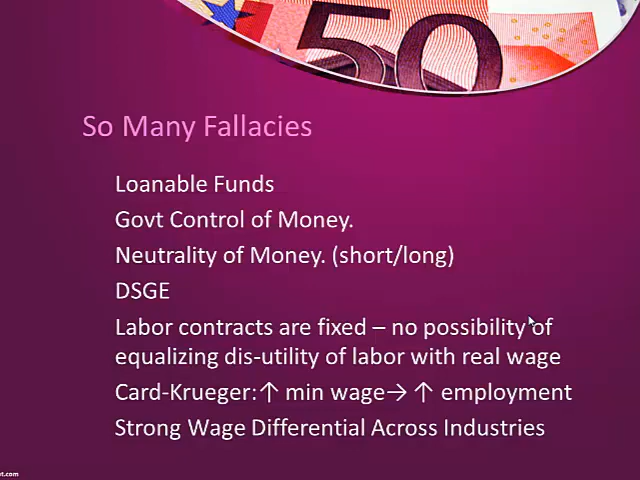 50
So Many Fallacies
Loanable Funds
Govt Control of Money.
Neutrality of Money. (short/long)
DSGE
Labor contracts are fixed – no possibility of
equalizing dis-utility of labor with real wage
Card-Krueger:↑ min wage→ ↑ employment
Strong Wage Differential Across Industries